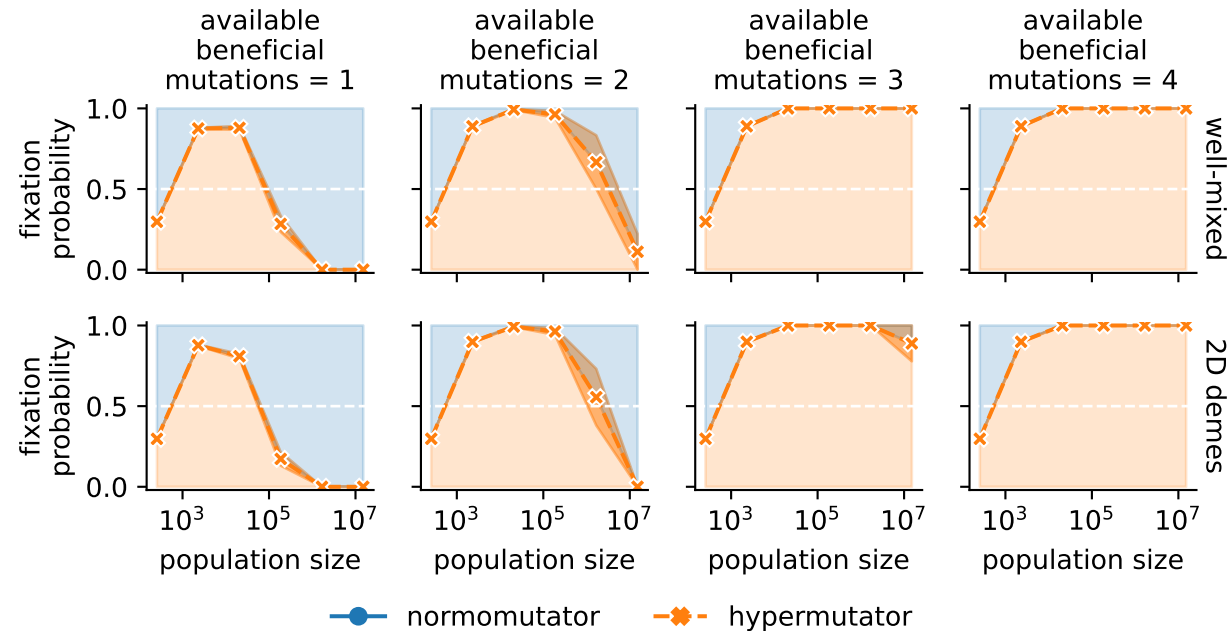 available
beneficial
mutations = 1
available
beneficial
mutations = 2
available
beneficial
mutations = 3
available
beneficial
mutations = 4
fixation
probability
1.0
0.5
0.0
well-mixed
fixation
probability
1.0
0.5
0.0
2D demes
10³ 10⁵ 10⁷
10³ 10⁵ 10⁷
10³ 10⁵ 10⁷
10³ 10⁵ 10⁷
population size
population size
population size
population size
normomutator
hypermutator